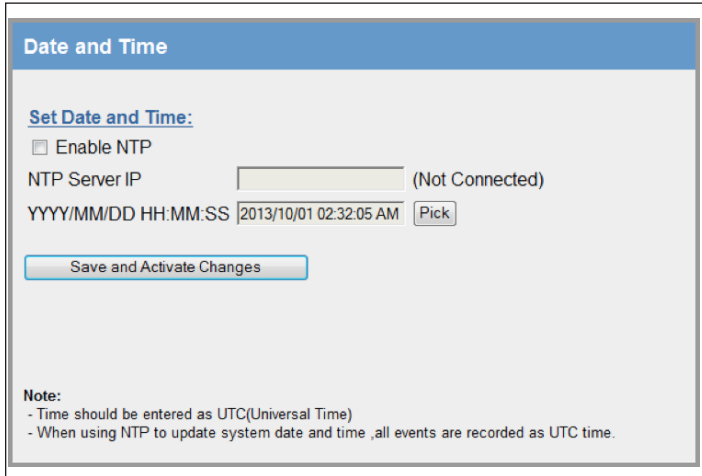 Date and Time
Set Date and Time:
Enable NTP
NTP Server IP (Not Connected)
YYYY/MM/DD HH:MM:SS 2013/10/01 02:32:05 AM Pick
Save and Activate Changes
Note:
- Time should be entered as UTC(Universal Time)
- When using NTP to update system date and time ,all events are recorded as UTC time.